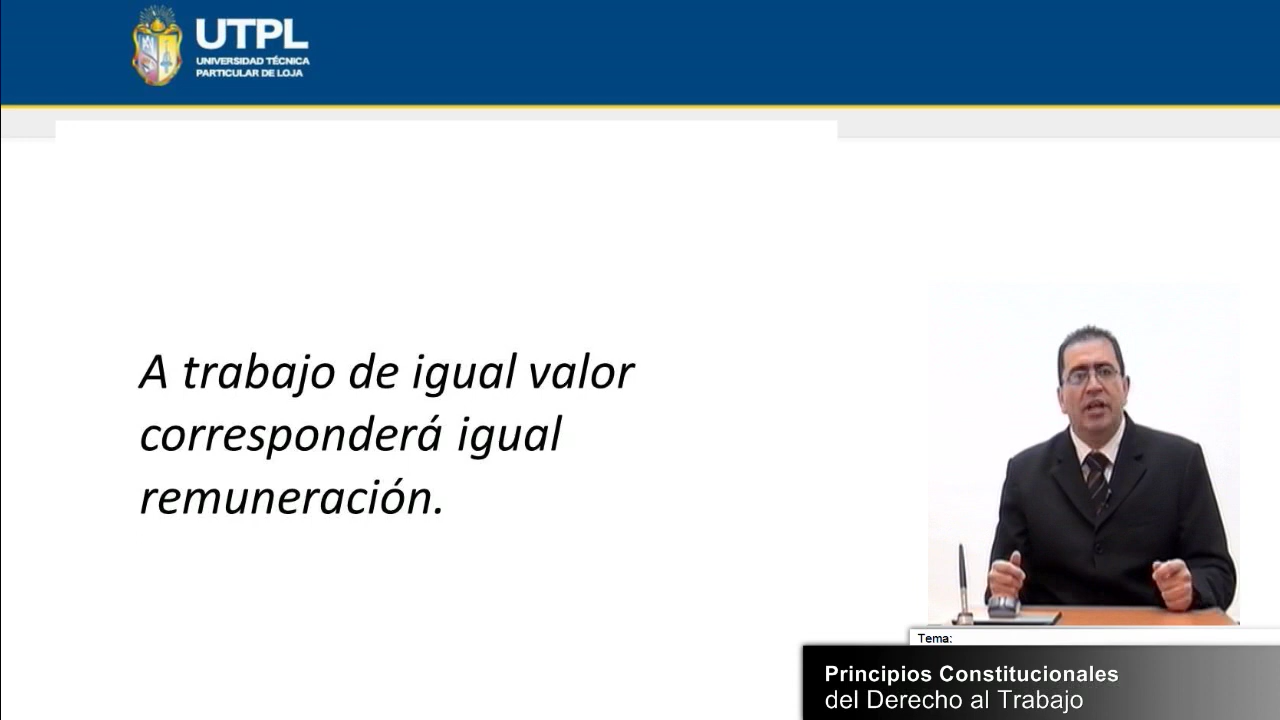 UTPL
UNIVERSIDAD TÉCNICA
PARTICULAR DE LOJA
A trabajo de igual valor
corresponderá igual
remuneración.
Tema:
Principios Constitucionales
del Derecho al Trabajo